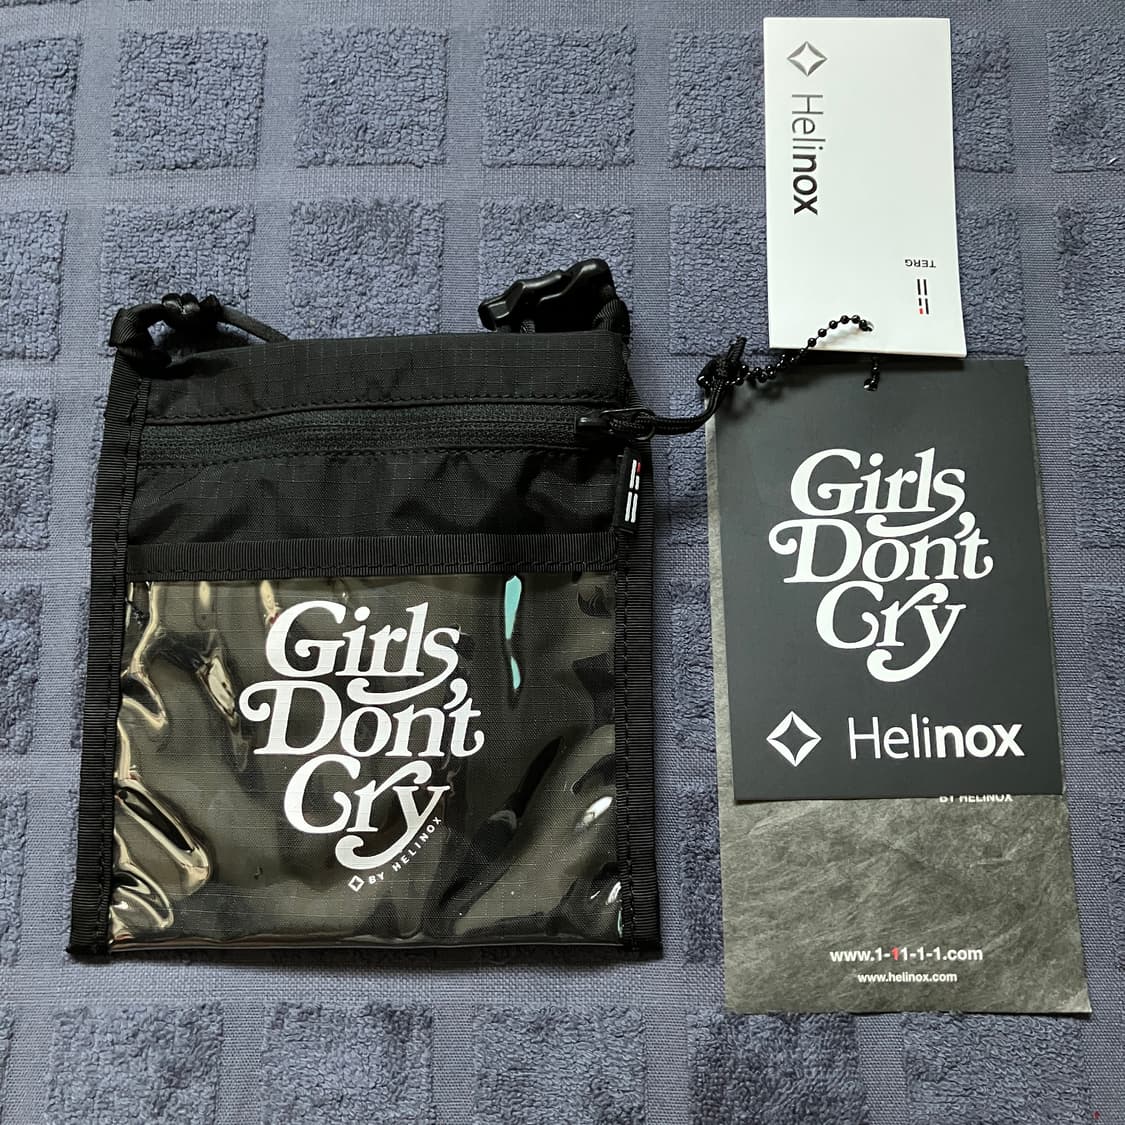 Girls
Don't
Cry
BY HELINOX
Helinox
TERG
Girls
Don't
Cry
Helinox
BY HELINOX
www.1-11-1-1.com
www.helinox.com